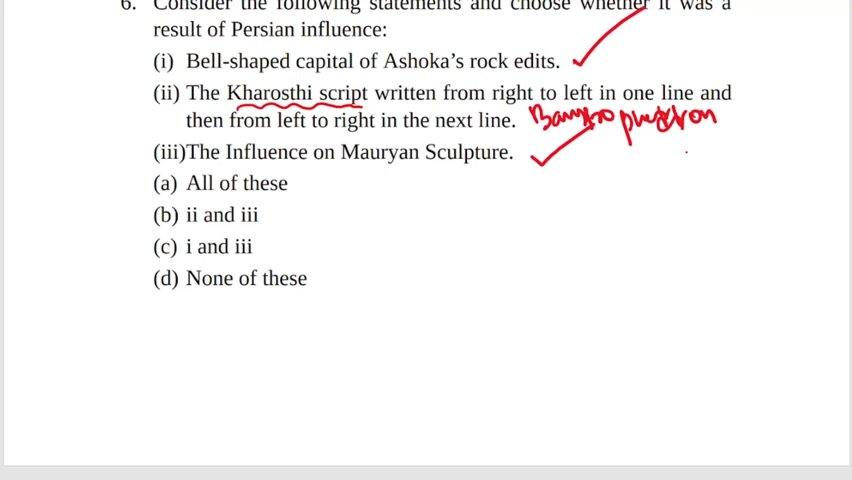 6. Consider the following statements and choose whether it was a
result of Persian influence:
(i) Bell-shaped capital of Ashoka's rock edits.
(ii) The Kharosthi script written from right to left in one line and
then from left to right in the next line.
(iii)The Influence on Mauryan Sculpture.
(a) All of these
(b) ii and iii
(c) i and iii
(d) None of these